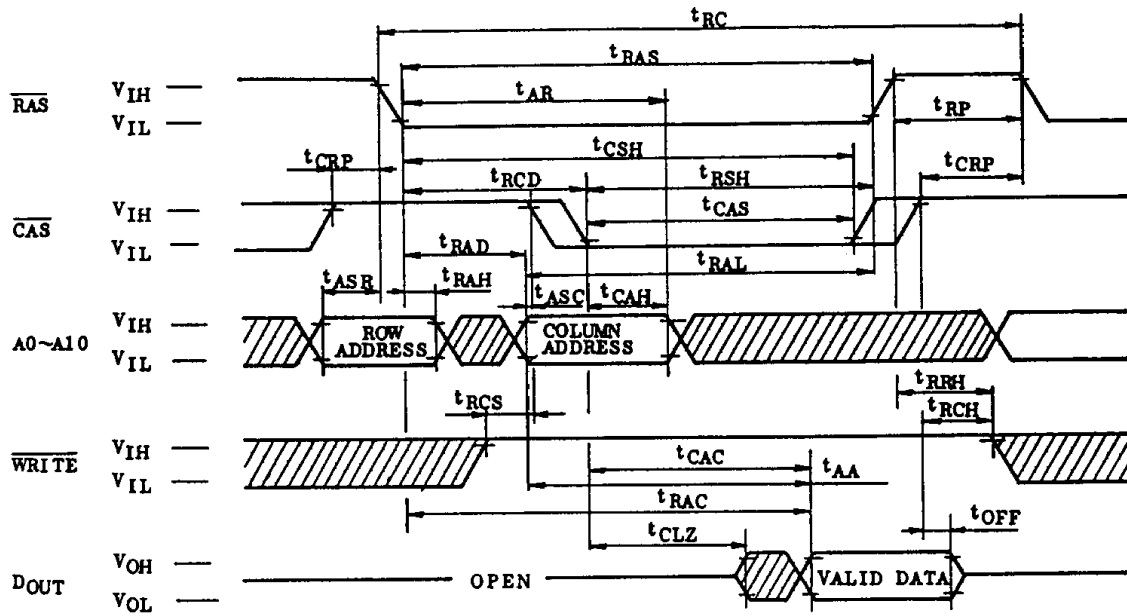 tRC
tRAS
RAS
VIH
VIL
tAR
tRP
tCRP
tCSH
tRCD
tRSH
tCRP
CAS
VIH
VIL
tCAS
tRAD
tRAL
tASR
tRAH
tASC
tCAH
A0~A10
VIH
VIL
ROW
ADDRESS
COLUMN
ADDRESS
tRCS
tRRH
tRCH
WRITE
VIH
VIL
tCAC
tAA
tRAC
tOFF
tCLZ
DOUT
VOH
VOL
OPEN
VALID DATA